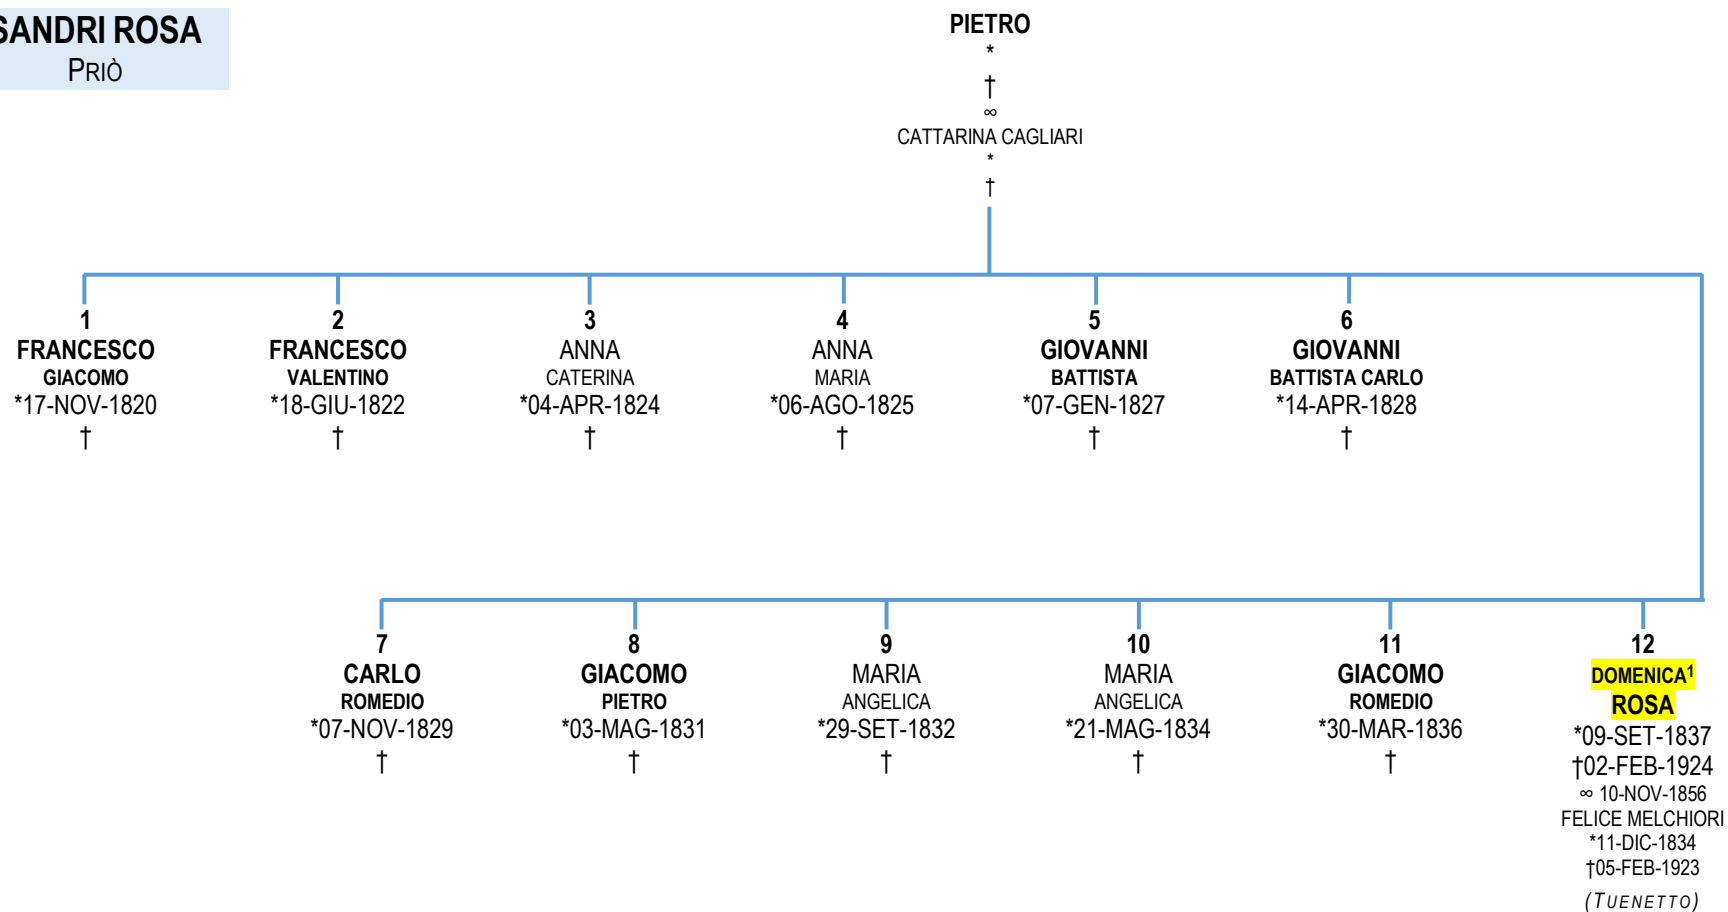 SANDRI ROSA
PRIÒ
PIETRO
*
†
∞
CATTARINA CAGLIARI
*
†
1
FRANCESCO
GIACOMO
*17-NOV-1820
†
2
FRANCESCO
VALENTINO
*18-GIU-1822
†
3
ANNA
CATERINA
*04-APR-1824
†
4
ANNA
MARIA
*06-AGO-1825
†
5
GIOVANNI
BATTISTA
*07-GEN-1827
†
6
GIOVANNI
BATTISTA CARLO
*14-APR-1828
†
7
CARLO
ROMEDIO
*07-NOV-1829
†
8
GIACOMO
PIETRO
*03-MAG-1831
†
9
MARIA
ANGELICA
*29-SET-1832
†
10
MARIA
ANGELICA
*21-MAG-1834
†
11
GIACOMO
ROMEDIO
*30-MAR-1836
†
12
DOMENICA¹
ROSA
*09-SET-1837
†02-FEB-1924
∞ 10-NOV-1856
FELICE MELCHIORI
*11-DIC-1834
†05-FEB-1923
(TUENETTO)